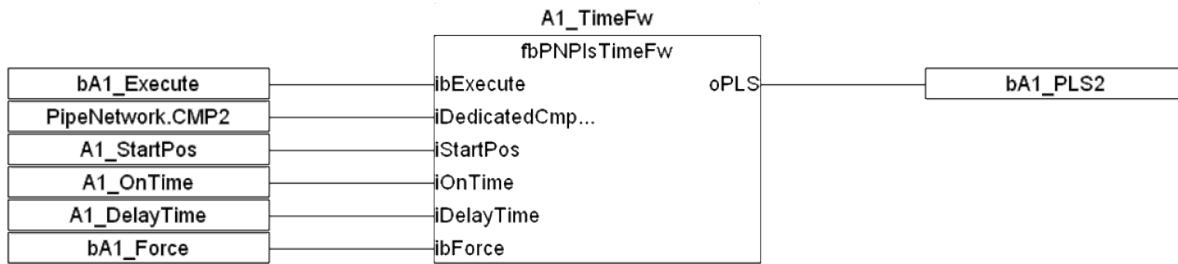 A1_TimeFw
fbPNPlsTimeFw
bA1_Execute ibExecute oPLS bA1_PLS2
PipeNetwork.CMP2 iDedicatedCmp...
A1_StartPos iStartPos
A1_OnTime iOnTime
A1_DelayTime iDelayTime
bA1_Force ibForce